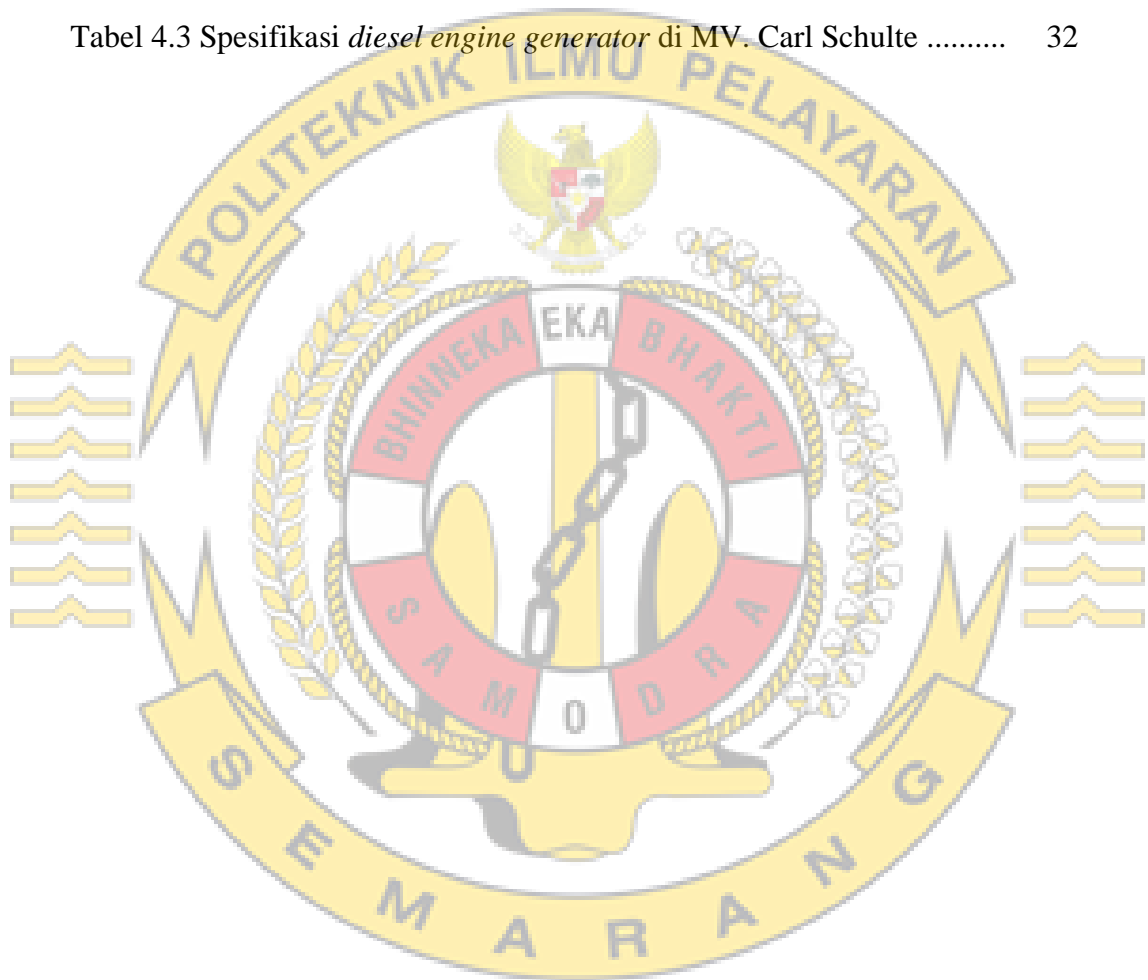 Tabel 4.3 Spesifikasi diesel engine generator di MV. Carl Schulte .......... 32
POLITEKNIK ILMU PELAYARAN
BHINNEKA EKA BHAKTI
SAMODRA
SEMARANG